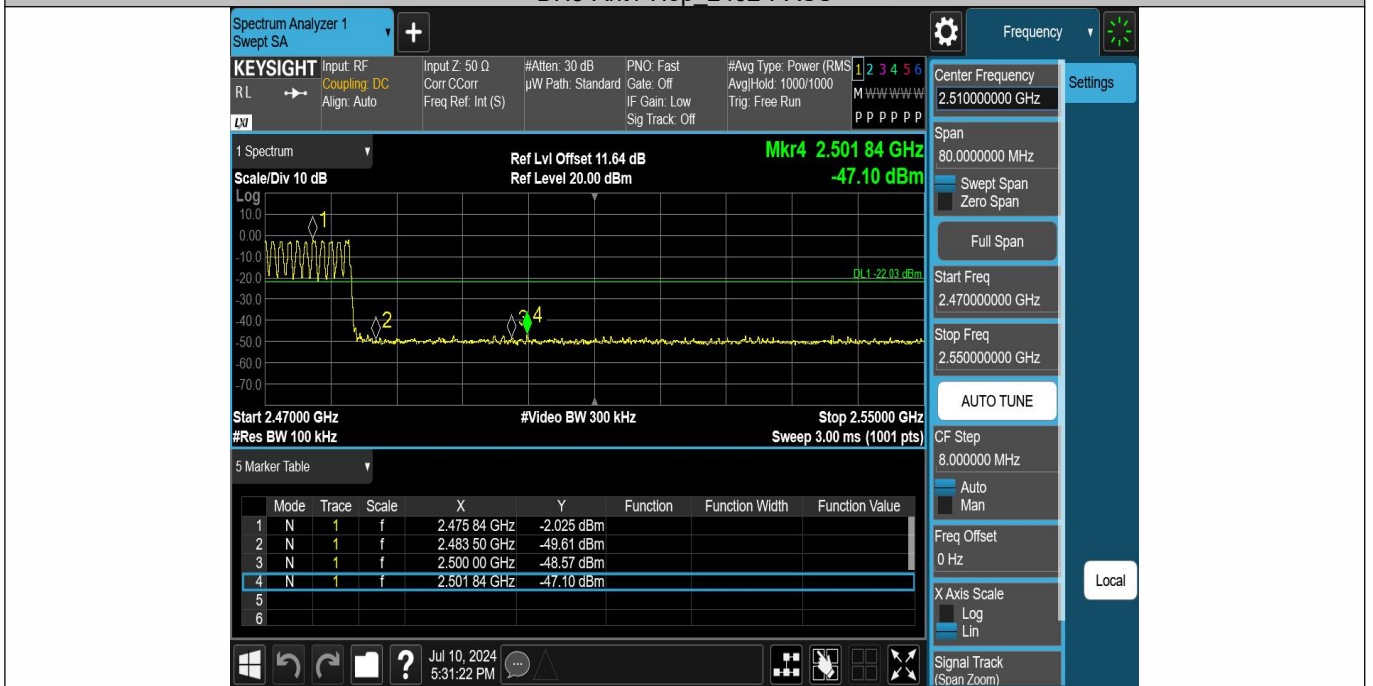 Spectrum Analyzer 1
Swept SA
+
Frequency
KEYSIGHT
RL
LXI
Input: RF
Coupling: DC
Align: Auto
Input Z: 50 Ω
Corr CCorr
Freq Ref: Int (S)
#Atten: 30 dB
µW Path: Standard
PNO: Fast
Gate: Off
IF Gain: Low
Sig Track: Off
#Avg Type: Power (RMS
Avg|Hold: 1000/1000
Trig: Free Run
1 2 3 4 5 6
M W W W W W
P P P P P P
1 Spectrum
Scale/Div 10 dB
Ref Lvl Offset 11.64 dB
Ref Level 20.00 dBm
Mkr4 2.501 84 GHz
-47.10 dBm
Log
10.0
0.00
-10.0
-20.0
-30.0
-40.0
-50.0
-60.0
-70.0
1
2
3
4
DL1 -22.03 dBm
Start 2.47000 GHz
#Video BW 300 kHz
Stop 2.55000 GHz
#Res BW 100 kHz
Sweep 3.00 ms (1001 pts)
5 Marker Table
Mode Trace Scale X Y Function Function Width Function Value
1 N 1 f 2.475 84 GHz -2.025 dBm
2 N 1 f 2.483 50 GHz -49.61 dBm
3 N 1 f 2.500 00 GHz -48.57 dBm
4 N 1 f 2.501 84 GHz -47.10 dBm
5
6
?
Jul 10, 2024
5:31:22 PM
Center Frequency
2.510000000 GHz
Settings
Span
80.0000000 MHz
Swept Span
Zero Span
Full Span
Start Freq
2.470000000 GHz
Stop Freq
2.550000000 GHz
AUTO TUNE
CF Step
8.000000 MHz
Auto
Man
Freq Offset
0 Hz
Local
X Axis Scale
Log
Lin
Signal Track
(Span Zoom)